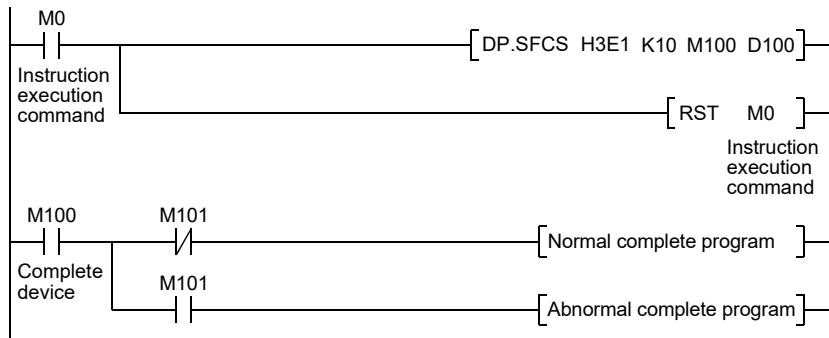 M0
DP.SFCS H3E1 K10 M100 D100
Instruction
execution
command
RST M0
Instruction
execution
command
M100
M101
Normal complete program
Complete
device
M101
Abnormal complete program